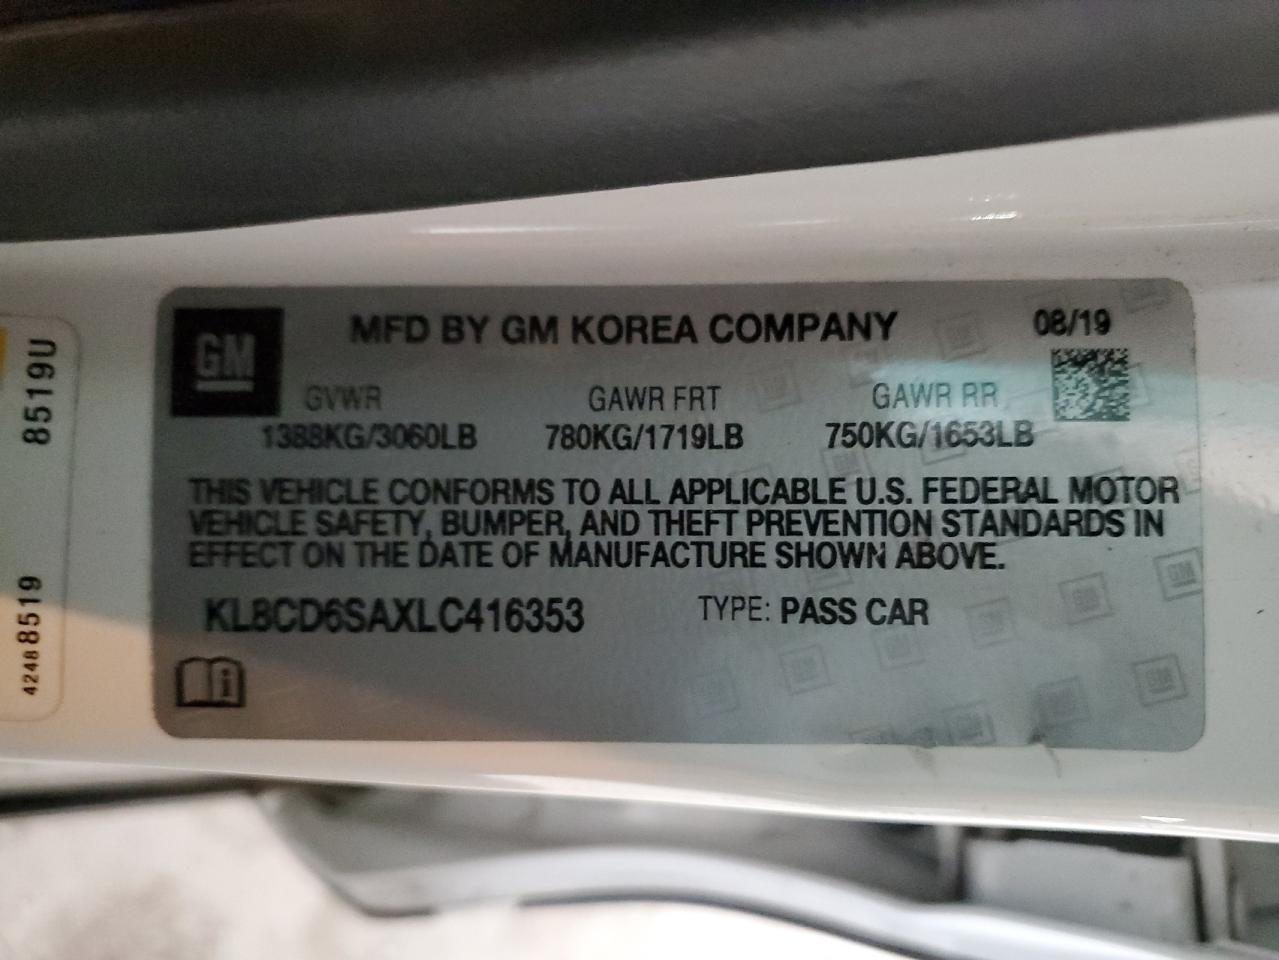 GM
MFD BY GM KOREA COMPANY
08/19
GVWR GAWR FRT GAWR RR
1388KG/3060LB 780KG/1719LB 750KG/1653LB
THIS VEHICLE CONFORMS TO ALL APPLICABLE U.S. FEDERAL MOTOR
VEHICLE SAFETY, BUMPER, AND THEFT PREVENTION STANDARDS IN
EFFECT ON THE DATE OF MANUFACTURE SHOWN ABOVE.
KL8CD6SAXLC416353 TYPE: PASS CAR
i
42488519 8519U